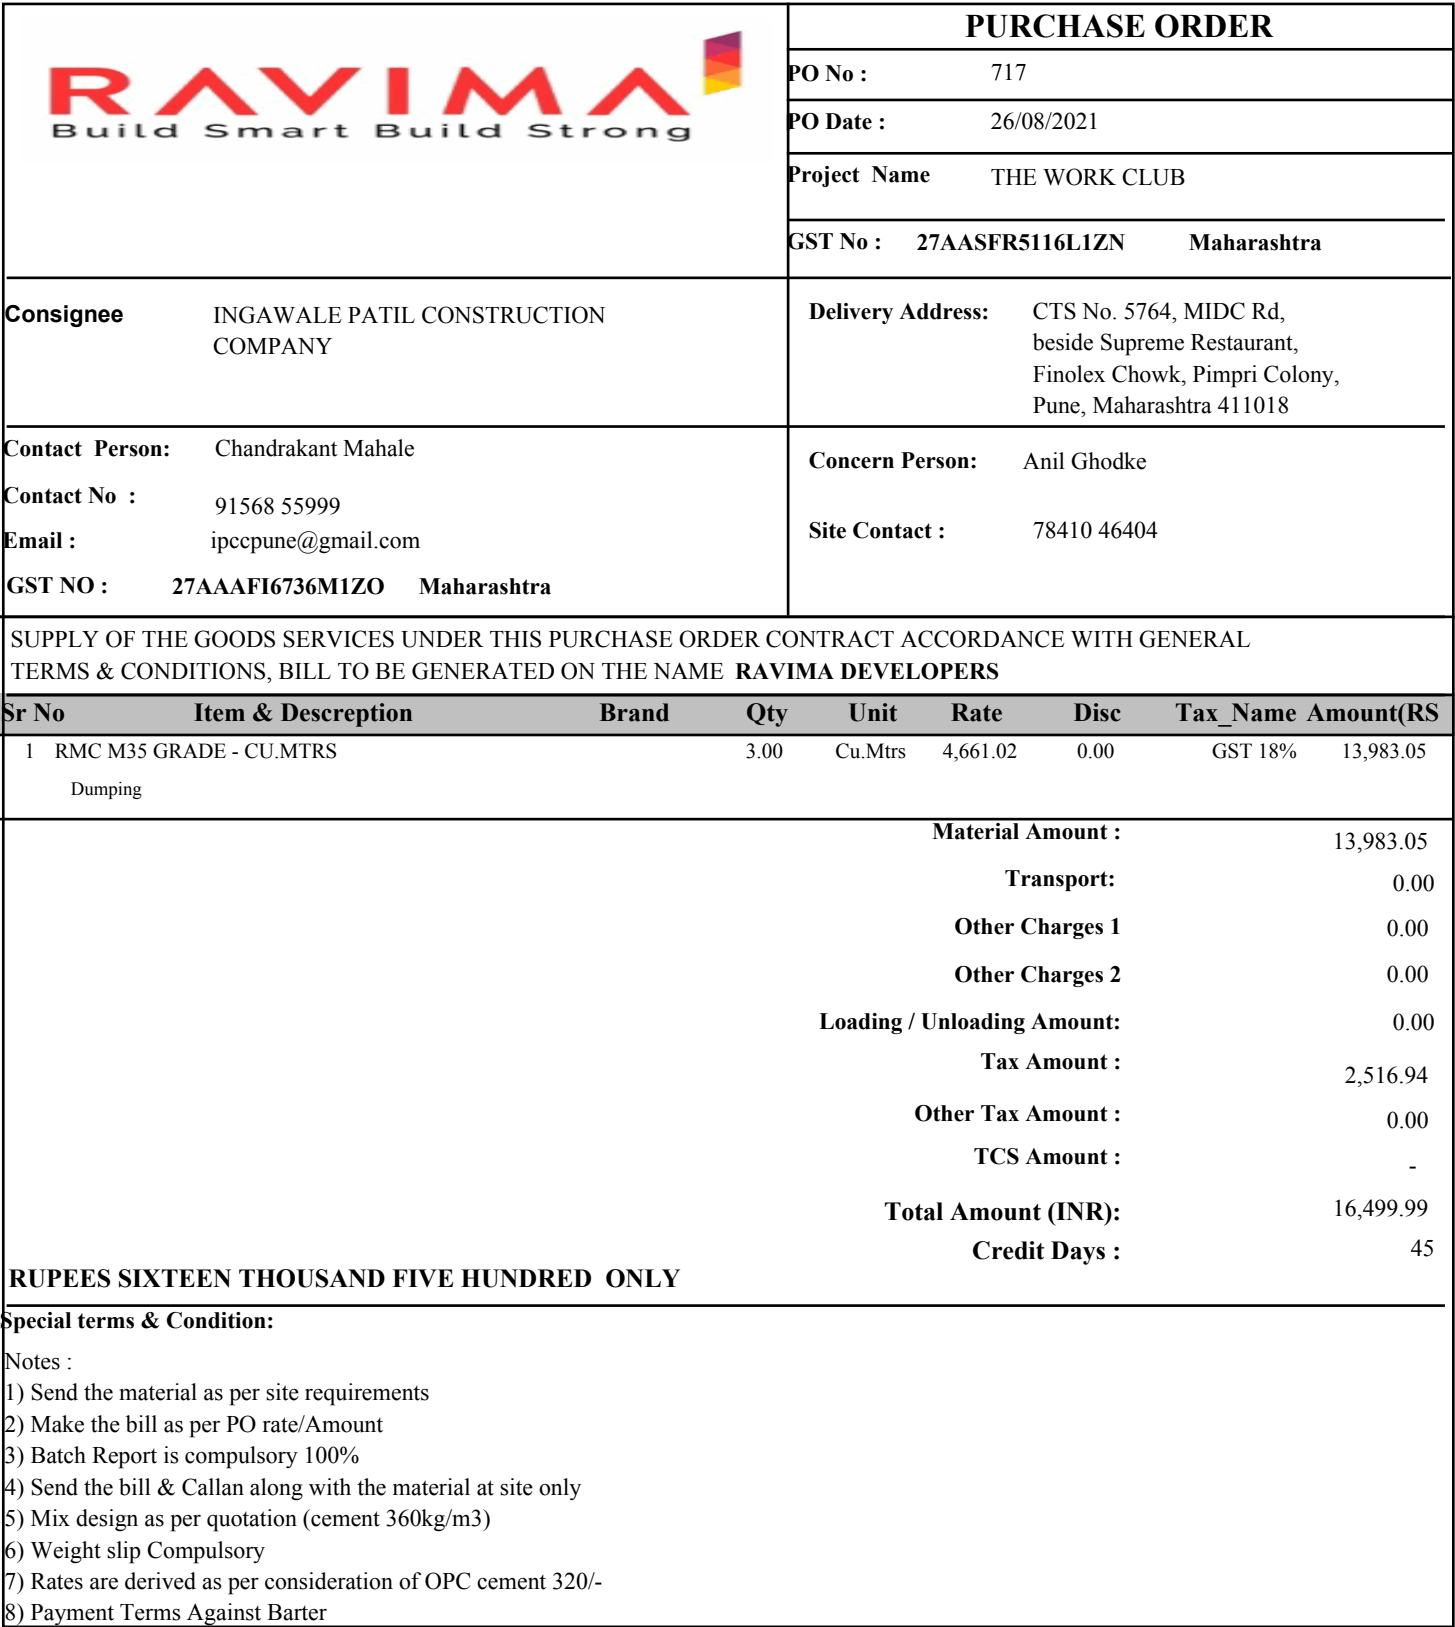 RAVIMA
Build Smart Build Strong
PURCHASE ORDER
PO No : 717
PO Date : 26/08/2021
Project Name THE WORK CLUB
GST No : 27AASFR5116L1ZN Maharashtra
Consignee INGAWALE PATIL CONSTRUCTION
COMPANY
Delivery Address: CTS No. 5764, MIDC Rd,
beside Supreme Restaurant,
Finolex Chowk, Pimpri Colony,
Pune, Maharashtra 411018
Contact Person: Chandrakant Mahale
Contact No : 91568 55999
Email : ipccpune@gmail.com
GST NO : 27AAAFI6736M1ZO Maharashtra
Concern Person: Anil Ghodke
Site Contact : 78410 46404
SUPPLY OF THE GOODS SERVICES UNDER THIS PURCHASE ORDER CONTRACT ACCORDANCE WITH GENERAL
TERMS & CONDITIONS, BILL TO BE GENERATED ON THE NAME RAVIMA DEVELOPERS
Sr No Item & Descreption Brand Qty Unit Rate Disc Tax_Name Amount(RS
1 RMC M35 GRADE - CU.MTRS 3.00 Cu.Mtrs 4,661.02 0.00 GST 18% 13,983.05
Dumping
Material Amount : 13,983.05
Transport: 0.00
Other Charges 1 0.00
Other Charges 2 0.00
Loading / Unloading Amount: 0.00
Tax Amount : 2,516.94
Other Tax Amount : 0.00
TCS Amount : -
Total Amount (INR): 16,499.99
Credit Days : 45
RUPEES SIXTEEN THOUSAND FIVE HUNDRED ONLY
Special terms & Condition:
Notes :
1) Send the material as per site requirements
2) Make the bill as per PO rate/Amount
3) Batch Report is compulsory 100%
4) Send the bill & Callan along with the material at site only
5) Mix design as per quotation (cement 360kg/m3)
6) Weight slip Compulsory
7) Rates are derived as per consideration of OPC cement 320/-
8) Payment Terms Against Barter